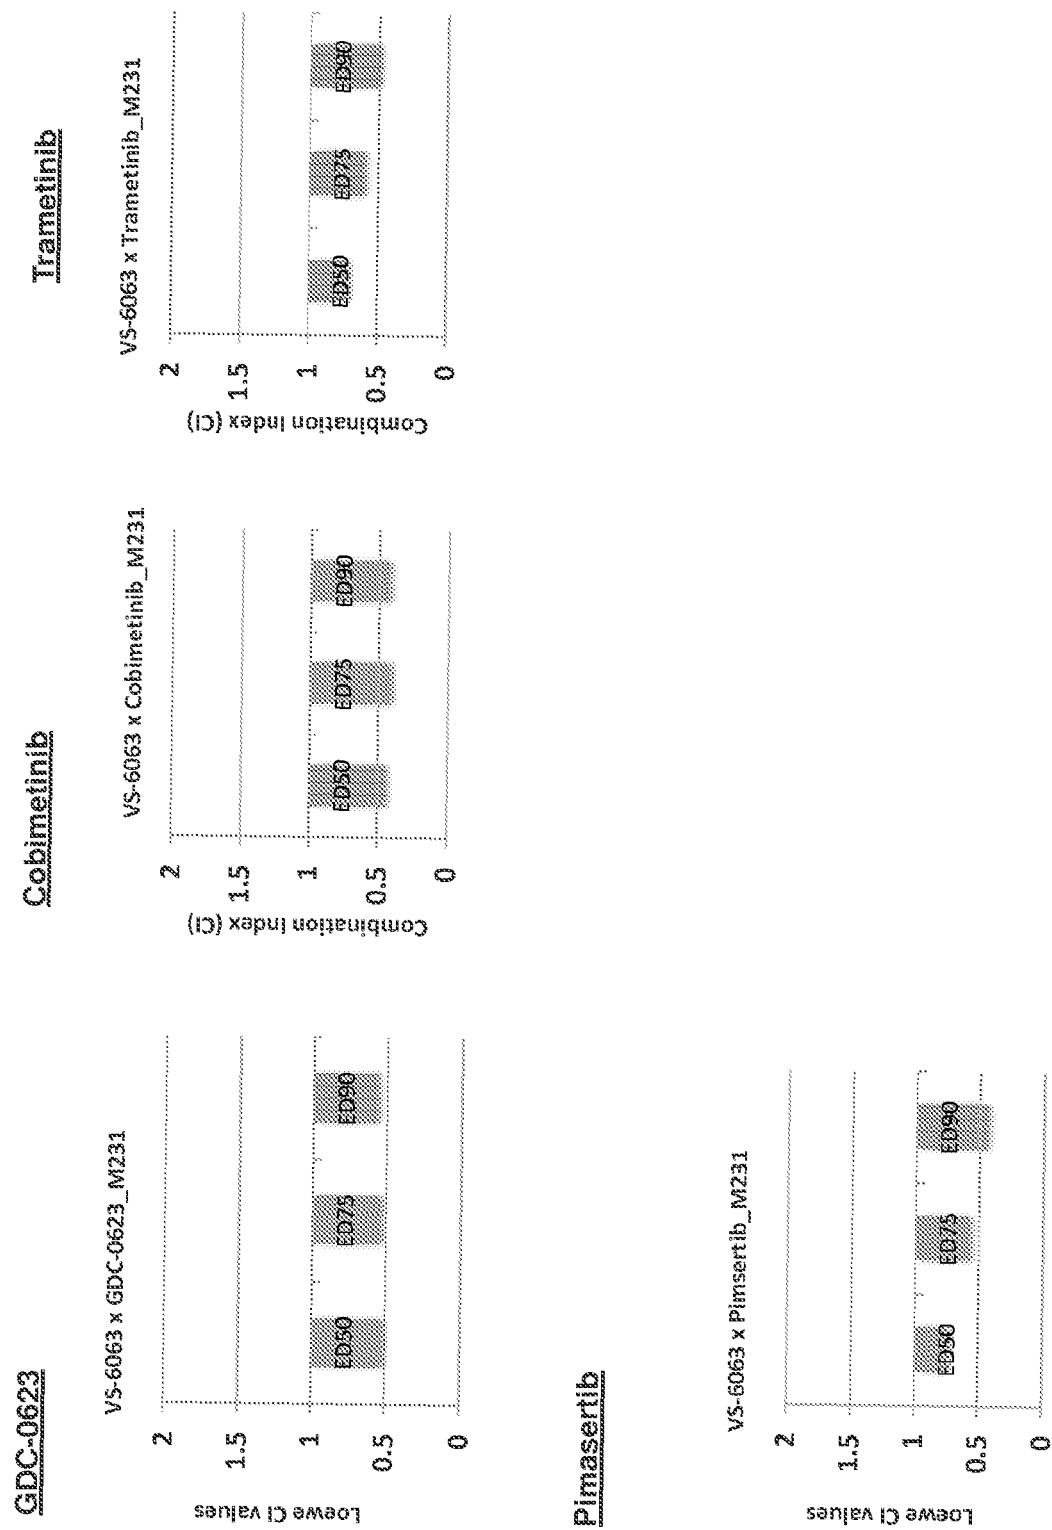 GDC-0623
VS-6063 x GDC-0623_M231
Loewe CI values
2
1.5
1
0.5
0
ED50
ED75
ED90
Cobimetinib
VS-6063 x Cobimetinib_M231
Combination Index (CI)
2
1.5
1
0.5
0
ED50
ED75
ED90
Trametinib
VS-6063 x Trametinib_M231
Combination Index (CI)
2
1.5
1
0.5
0
ED50
ED75
ED90
Pimasertib
VS-6063 x Pimsertib_M231
Loewe CI values
2
1.5
1
0.5
0
ED50
ED75
ED90